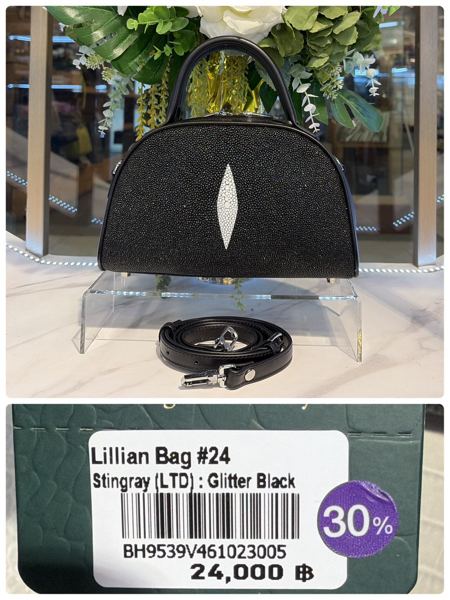 Lillian Bag #24
Stingray (LTD) : Glitter Black
30%
BH9539V461023005
24,000 ฿